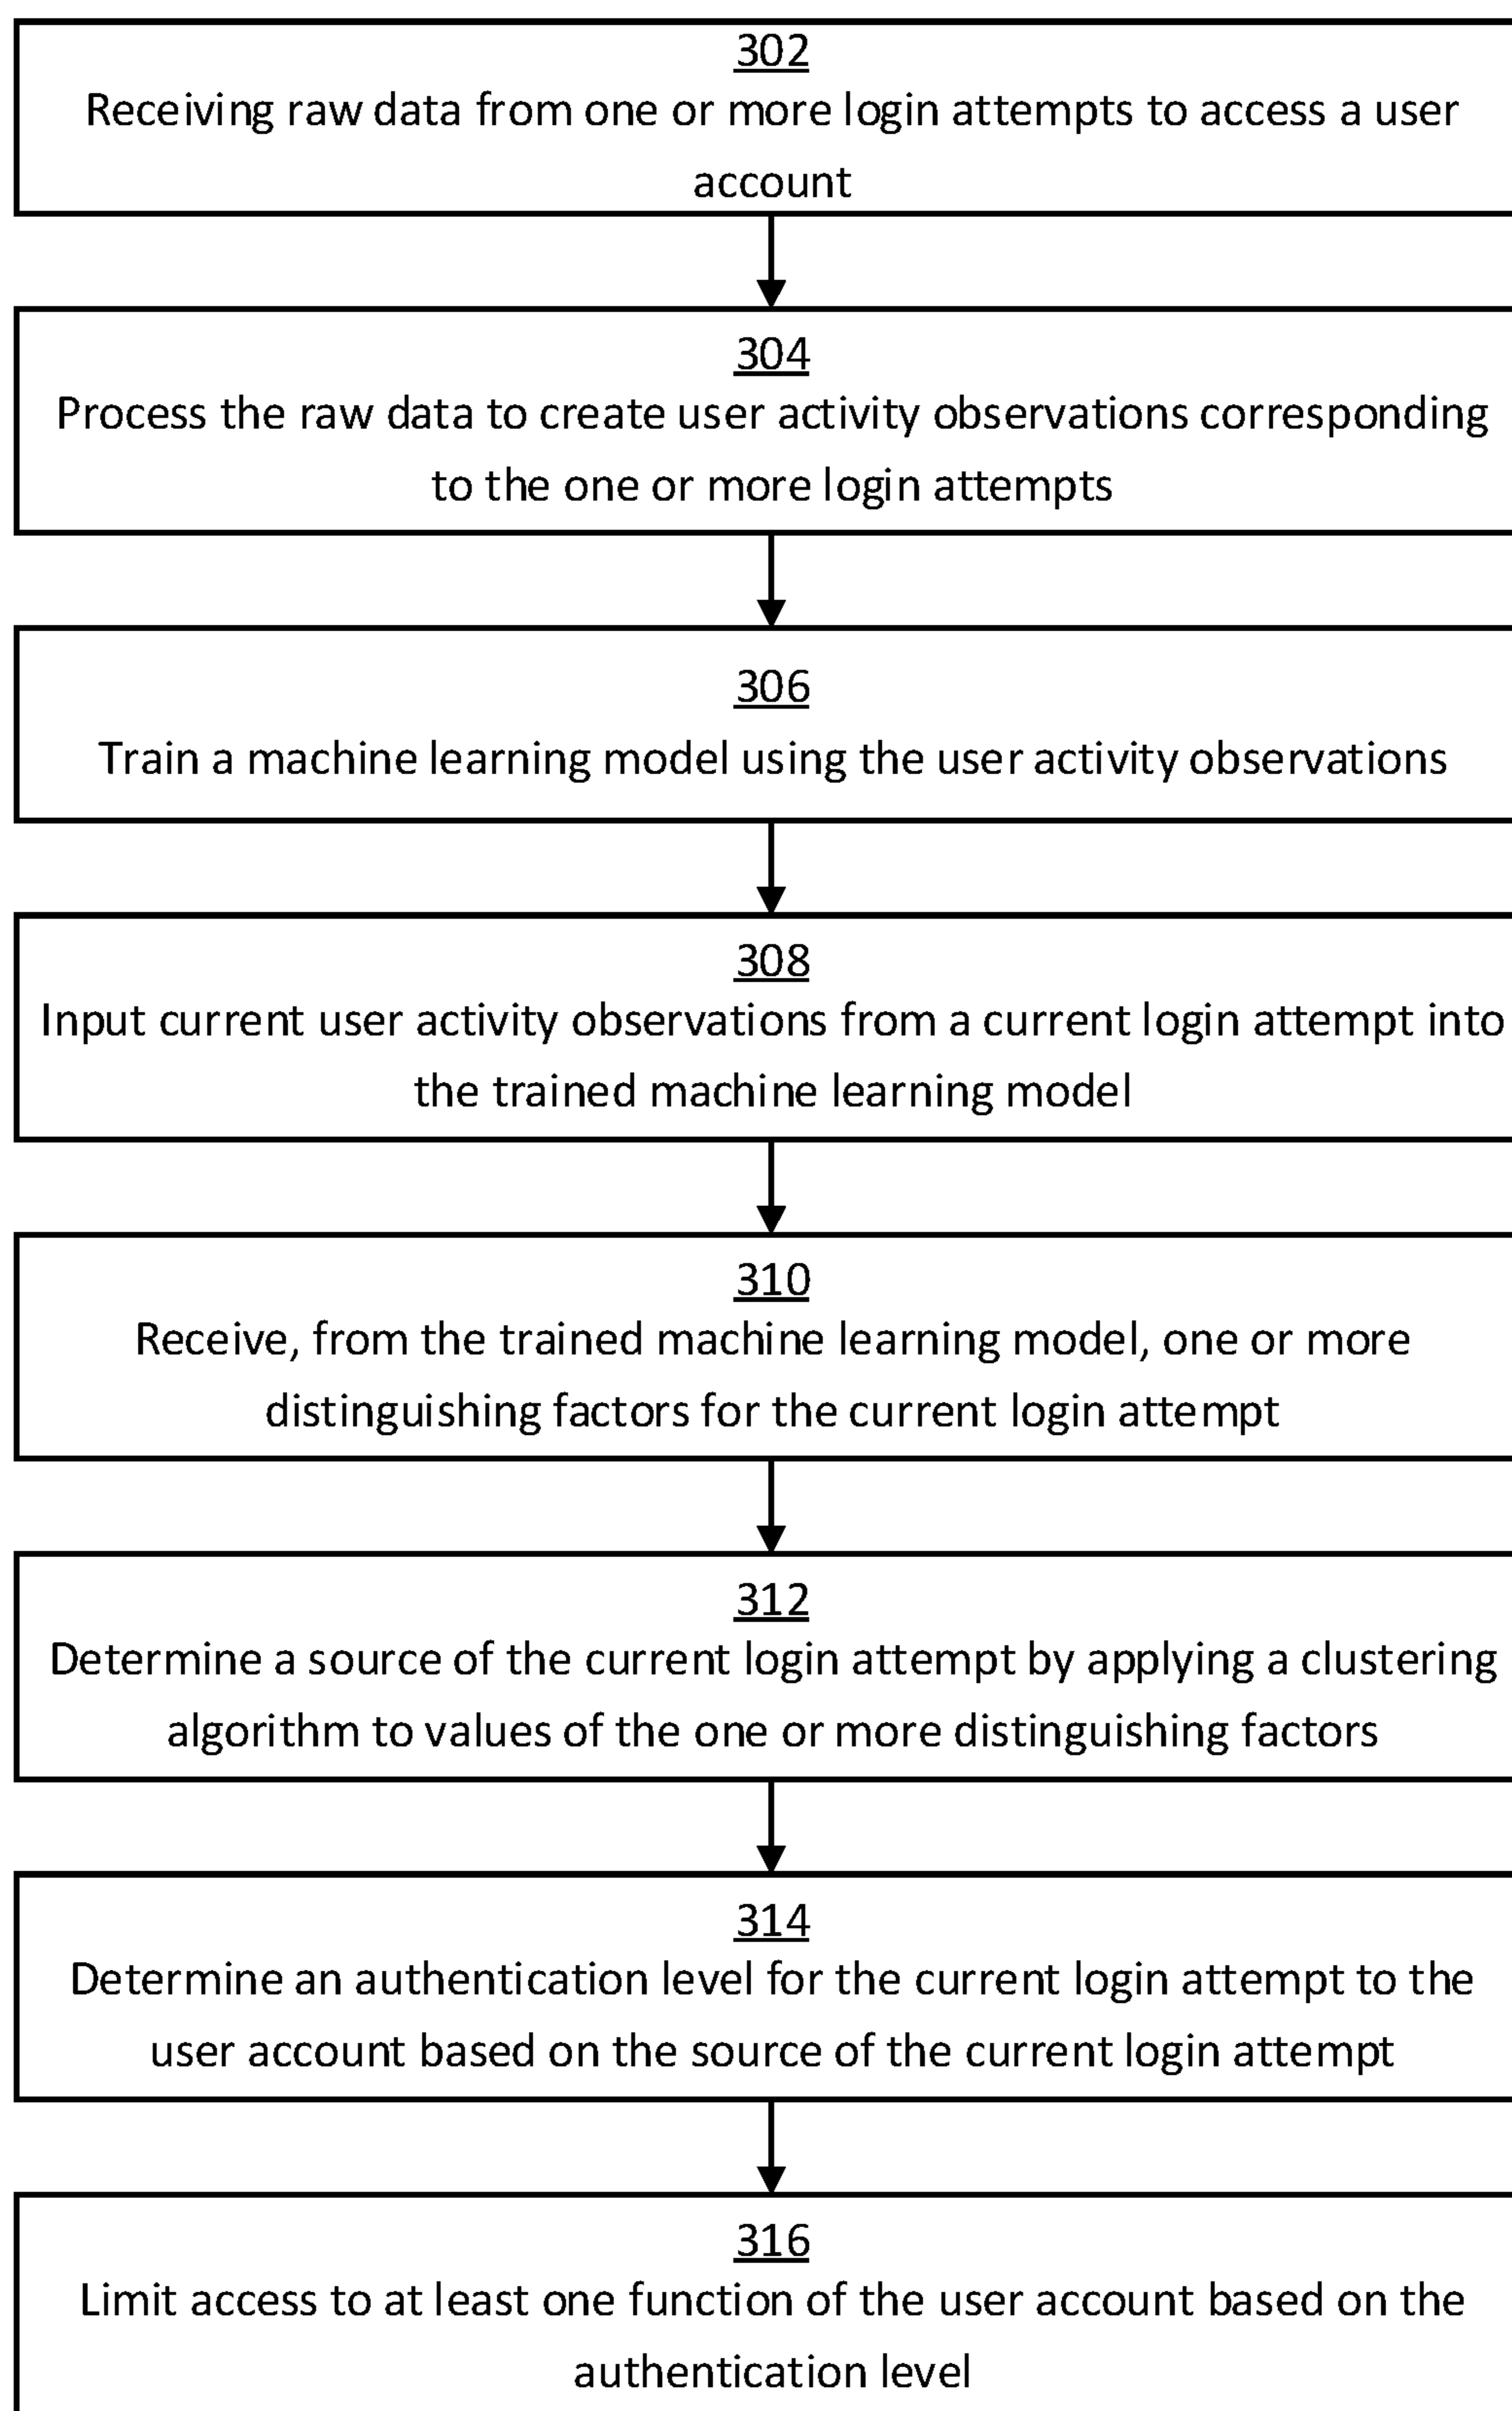 302
Receiving raw data from one or more login attempts to access a user
account
304
Process the raw data to create user activity observations corresponding
to the one or more login attempts
306
Train a machine learning model using the user activity observations
308
Input current user activity observations from a current login attempt into
the trained machine learning model
310
Receive, from the trained machine learning model, one or more
distinguishing factors for the current login attempt
312
Determine a source of the current login attempt by applying a clustering
algorithm to values of the one or more distinguishing factors
314
Determine an authentication level for the current login attempt to the
user account based on the source of the current login attempt
316
Limit access to at least one function of the user account based on the
authentication level